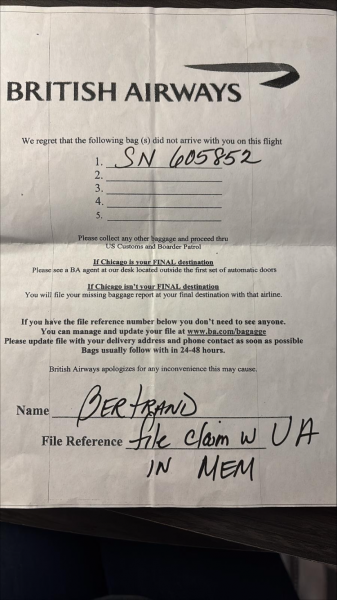 BRITISH AIRWAYS
We regret that the following bag (s) did not arrive with you on this flight
1. SN 605852
2.
3.
4.
5.
Please collect any other baggage and proceed thru
US Customs and Boarder Patrol
If Chicago is your FINAL destination
Please see a BA agent at our desk located outside the first set of automatic doors
If Chicago isn't your FINAL destination
You will file your missing baggage report at your final destination with that airline.
If you have the file reference number below you don't need to see anyone.
You can manage and update your file at www.ba.com/bagagge
Please update file with your delivery address and phone contact as soon as possible
Bags usually follow with in 24-48 hours.
British Airways apologizes for any inconvenience this may cause.
Name BERTRAND
File Reference file claim w UA
IN MEM